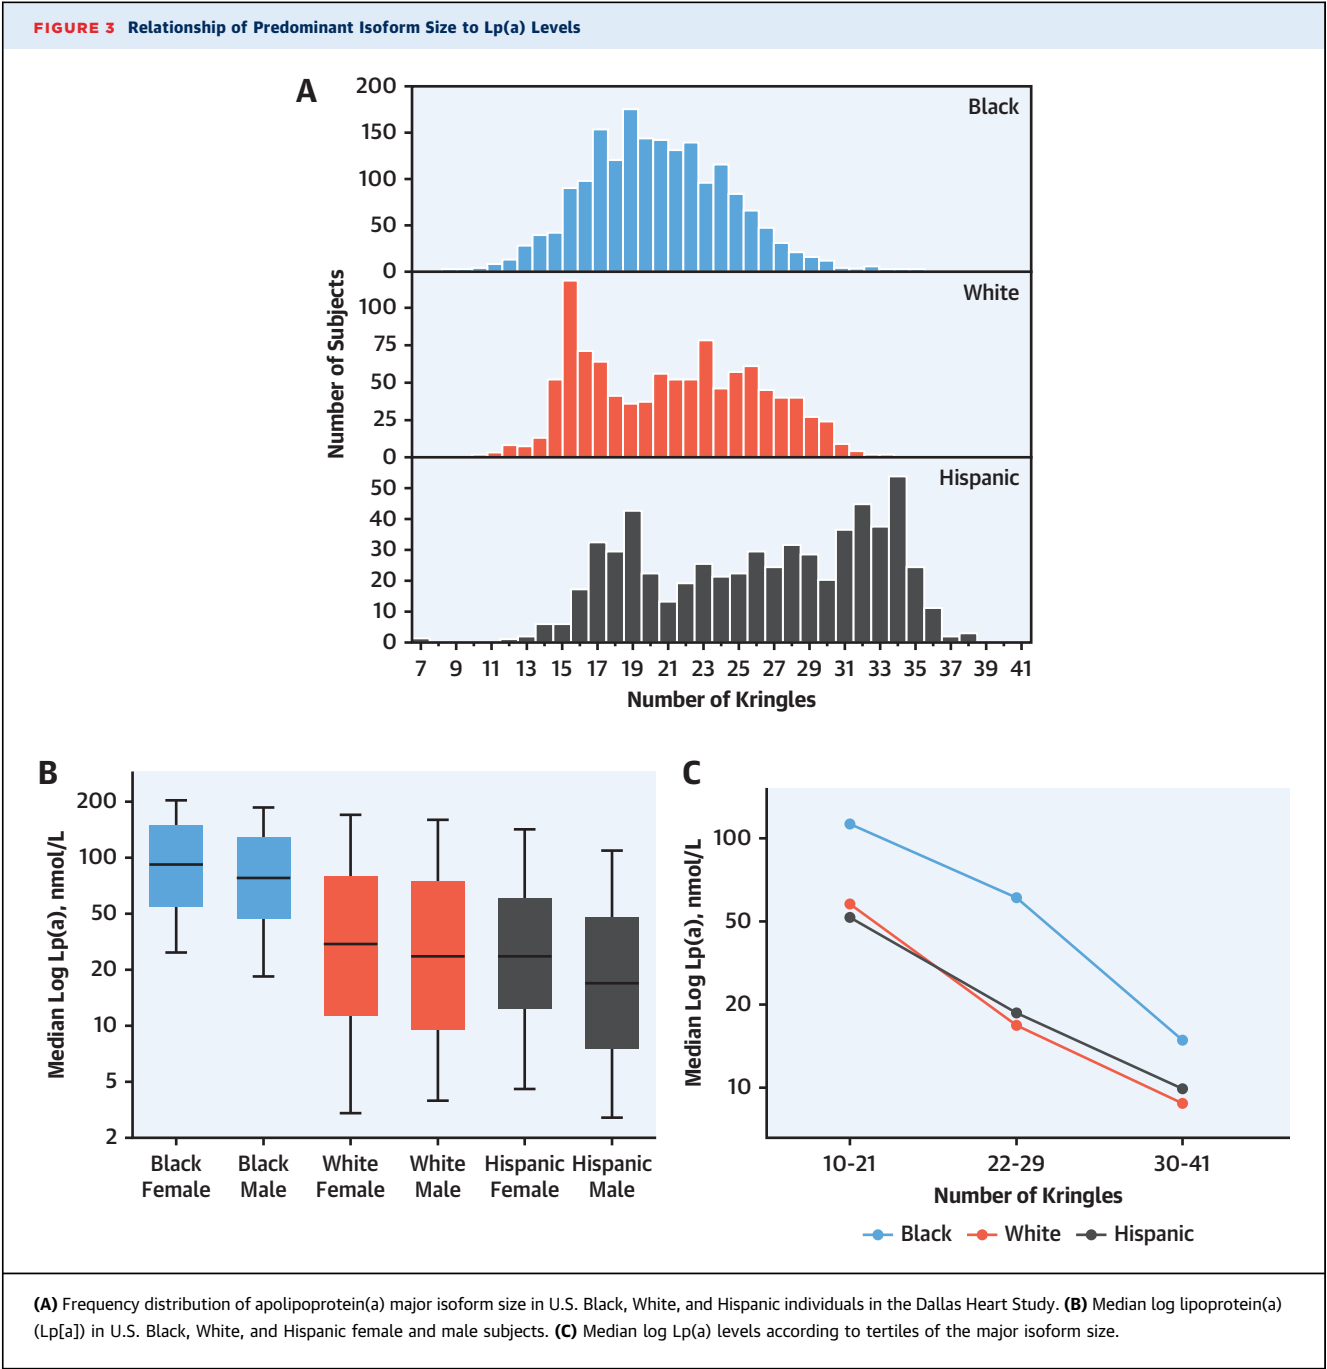 FIGURE 3 Relationship of Predominant Isoform Size to Lp(a) Levels
A
Number of Subjects
200
150
100
50
0
Black
100
75
50
25
0
White
50
40
30
20
10
0
Hispanic
7 9 11 13 15 17 19 21 23 25 27 29 31 33 35 37 39 41
Number of Kringles
B
Median Log Lp(a), nmol/L
200
100
50
20
10
5
2
Black Female
Black Male
White Female
White Male
Hispanic Female
Hispanic Male
C
Median Log Lp(a), nmol/L
100
50
20
10
10-21 22-29 30-41
Number of Kringles
Black White Hispanic
(A) Frequency distribution of apolipoprotein(a) major isoform size in U.S. Black, White, and Hispanic individuals in the Dallas Heart Study. (B) Median log lipoprotein(a)
(Lp[a]) in U.S. Black, White, and Hispanic female and male subjects. (C) Median log Lp(a) levels according to tertiles of the major isoform size.